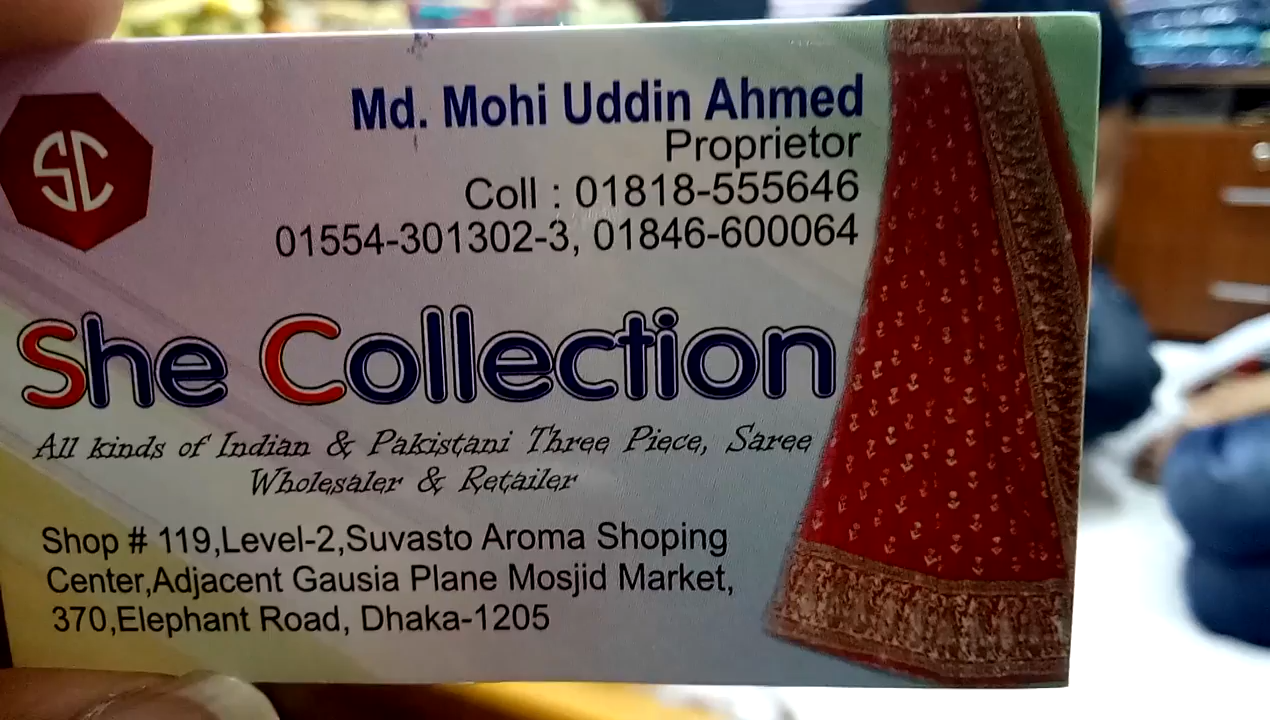 SC
Md. Mohi Uddin Ahmed
Proprietor
Coll : 01818-555646
01554-301302-3, 01846-600064
She Collection
All kinds of Indian & Pakistani Three Piece, Saree
Wholesaler & Retailer
Shop # 119,Level-2,Suvasto Aroma Shoping
Center,Adjacent Gausia Plane Mosjid Market,
370,Elephant Road, Dhaka-1205